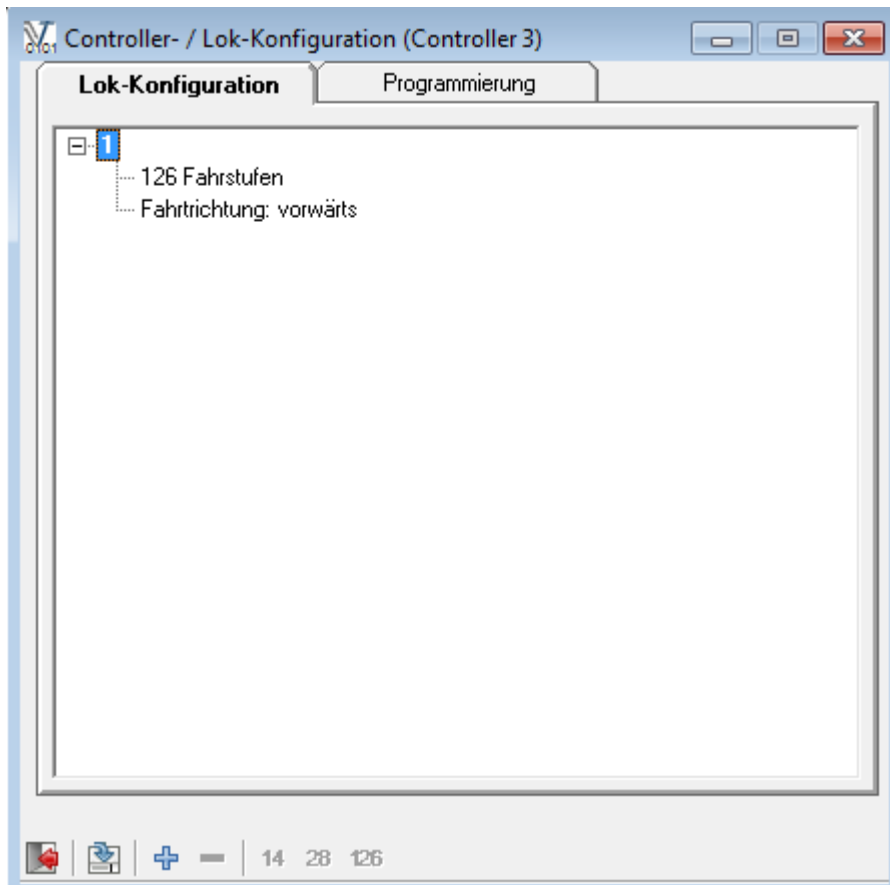 Controller- / Lok-Konfiguration (Controller 3)
Lok-Konfiguration Programmierung
1
126 Fahrstufen
Fahrtrichtung: vorwärts
14 28 126